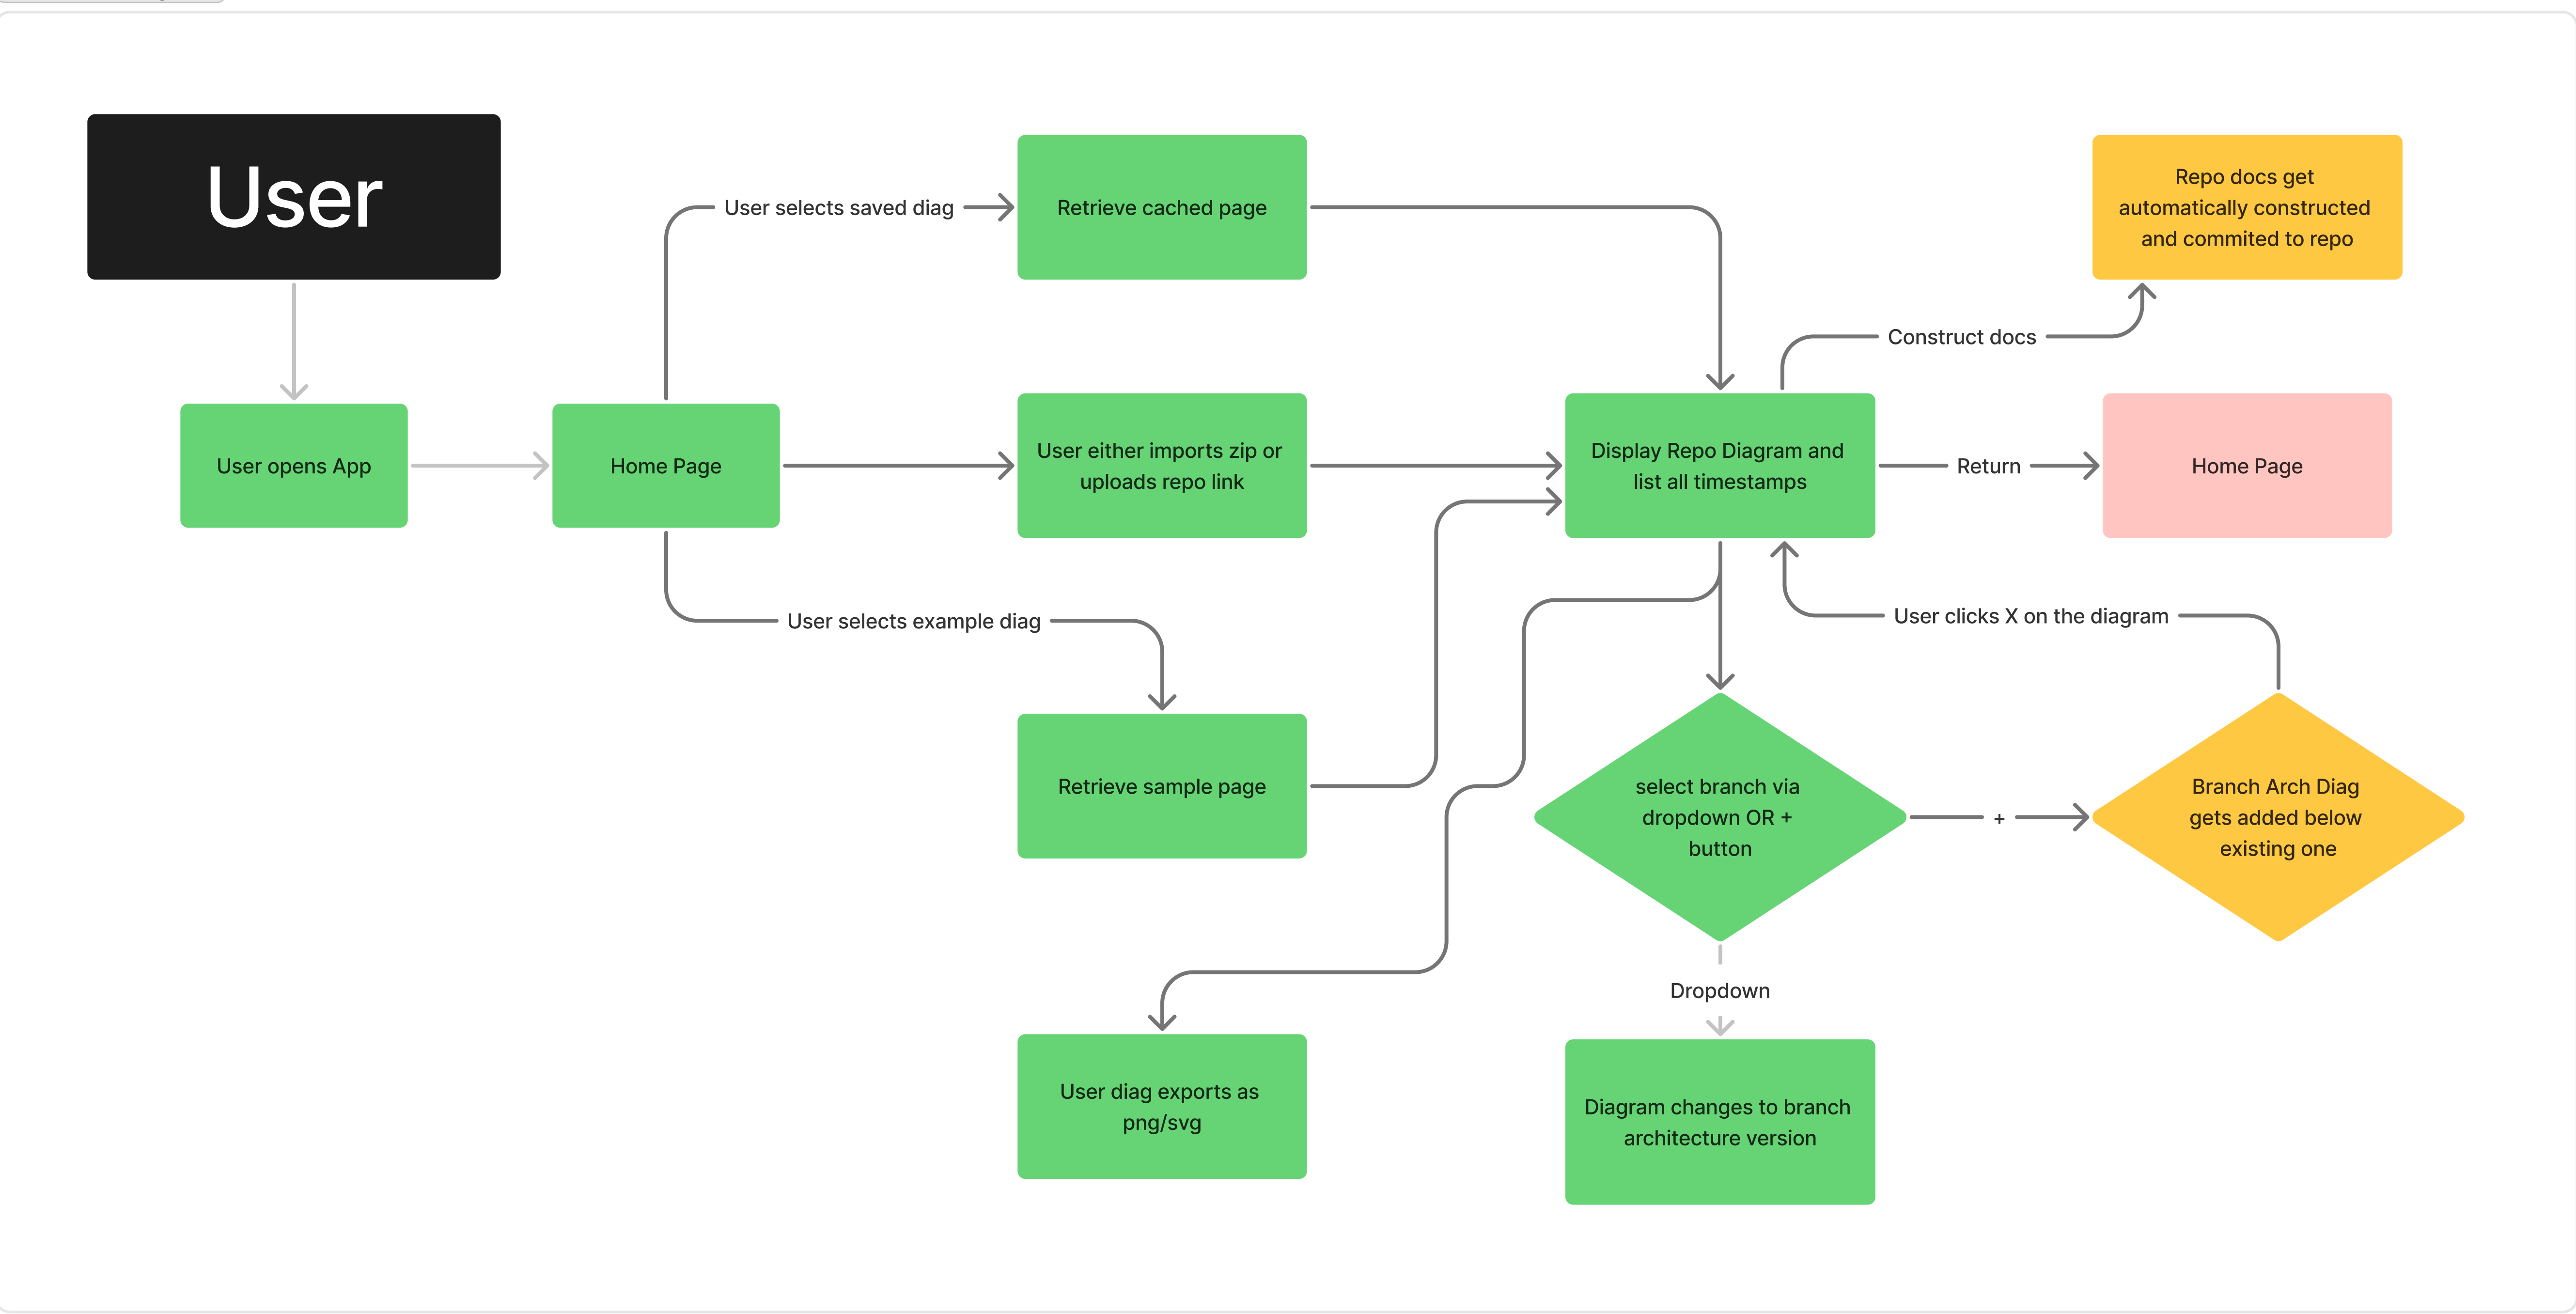 User
User selects saved diag
Retrieve cached page
Repo docs get
automatically constructed
and commited to repo
Construct docs
User opens App
Home Page
User either imports zip or
uploads repo link
Display Repo Diagram and
list all timestamps
Return
Home Page
User selects example diag
User clicks X on the diagram
Retrieve sample page
select branch via
dropdown OR +
button
+
Branch Arch Diag
gets added below
existing one
Dropdown
User diag exports as
png/svg
Diagram changes to branch
architecture version